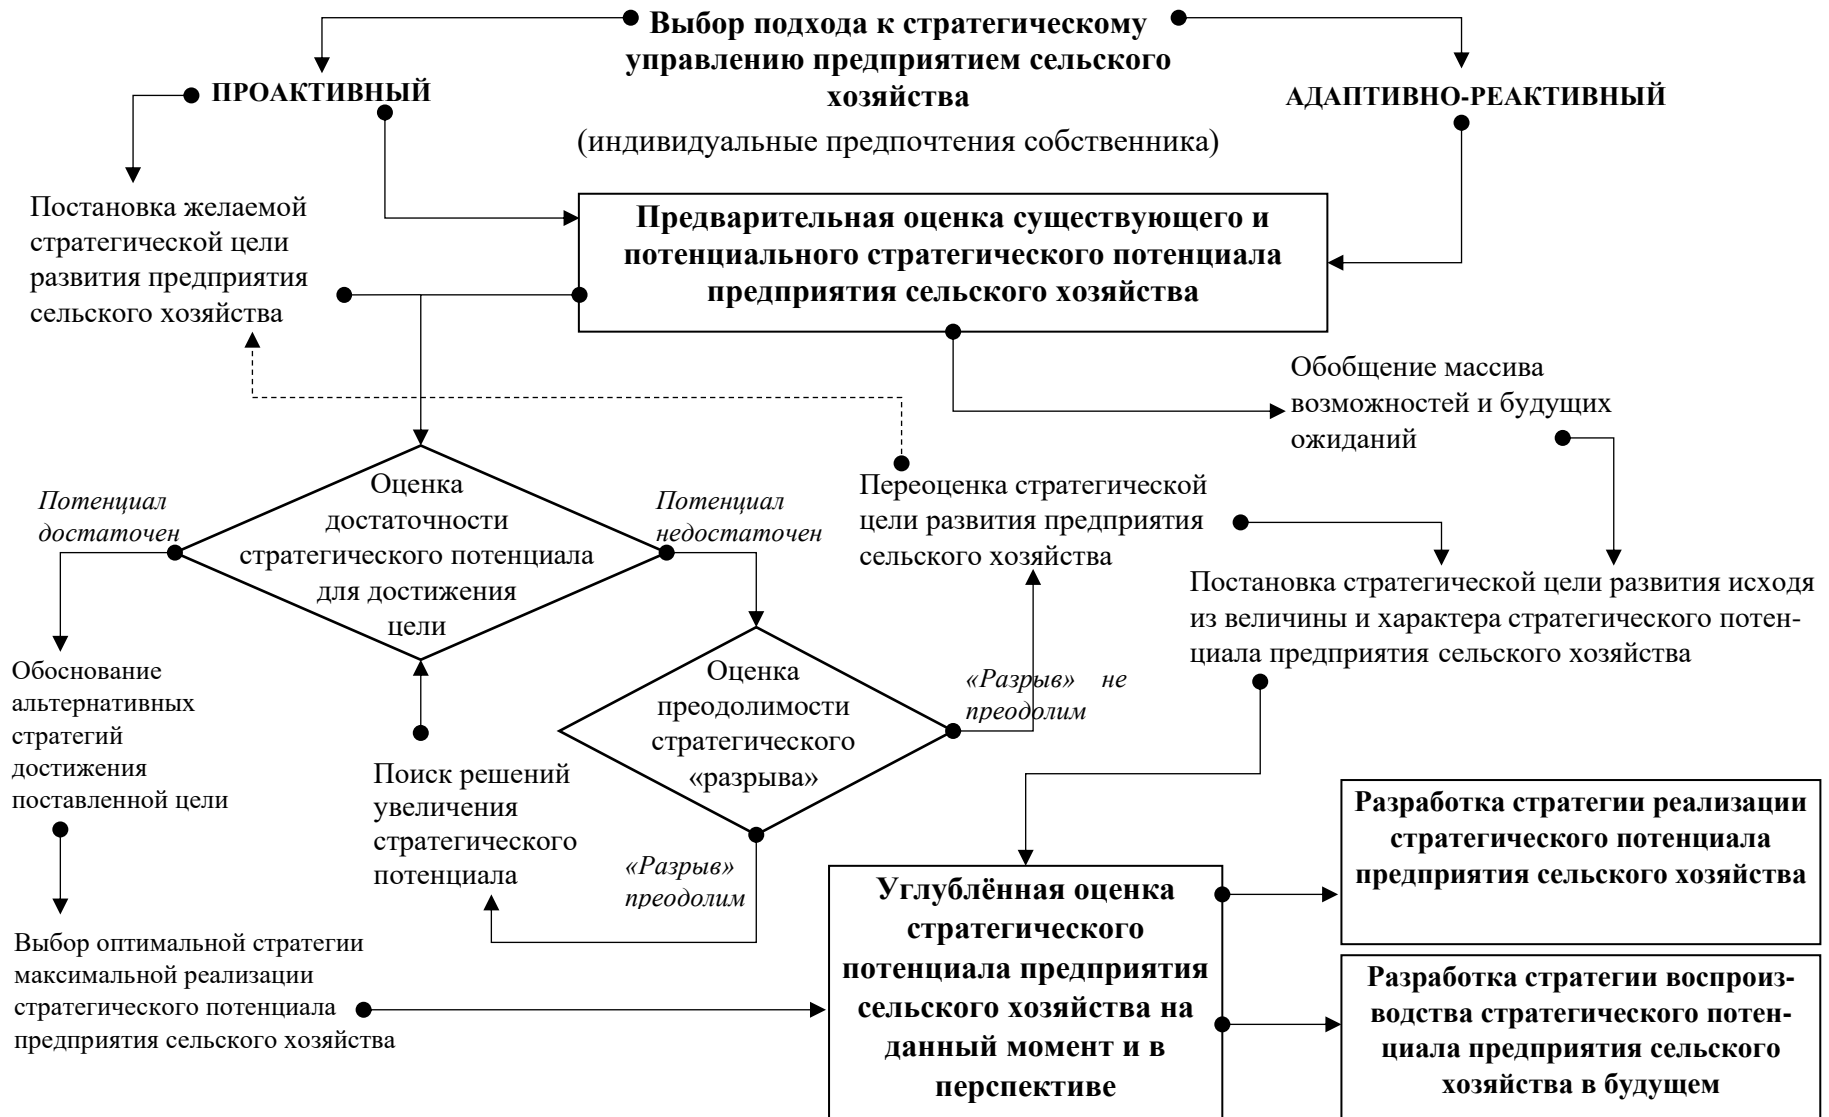 Выбор подхода к стратегическому
управлению предприятием сельского
хозяйства
(индивидуальные предпочтения собственника)
ПРОАКТИВНЫЙ
АДАПТИВНО-РЕАКТИВНЫЙ
Постановка желаемой
стратегической цели
развития предприятия
сельского хозяйства
Предварительная оценка существующего и
потенциального стратегического потенциала
предприятия сельского хозяйства
Обобщение массива
возможностей и будущих
ожиданий
Потенциал
достаточен
Оценка
достаточности
стратегического потенциала
для достижения
цели
Потенциал
недостаточен
Переоценка стратегической
цели развития предприятия
сельского хозяйства
Постановка стратегической цели развития исходя
из величины и характера стратегического потен-
циала предприятия сельского хозяйства
Обоснование
альтернативных
стратегий
достижения
поставленной цели
Оценка
преодолимости
стратегического
«разрыва»
«Разрыв» не
преодолим
Поиск решений
увеличения
стратегического
потенциала
«Разрыв»
преодолим
Выбор оптимальной стратегии
максимальной реализации
стратегического потенциала
предприятия сельского хозяйства
Углублённая оценка
стратегического
потенциала предприятия
сельского хозяйства на
данный момент и в
перспективе
Разработка стратегии реализации
стратегического потенциала
предприятия сельского хозяйства
Разработка стратегии воспроиз-
водства стратегического потен-
циала предприятия сельского
хозяйства в будущем